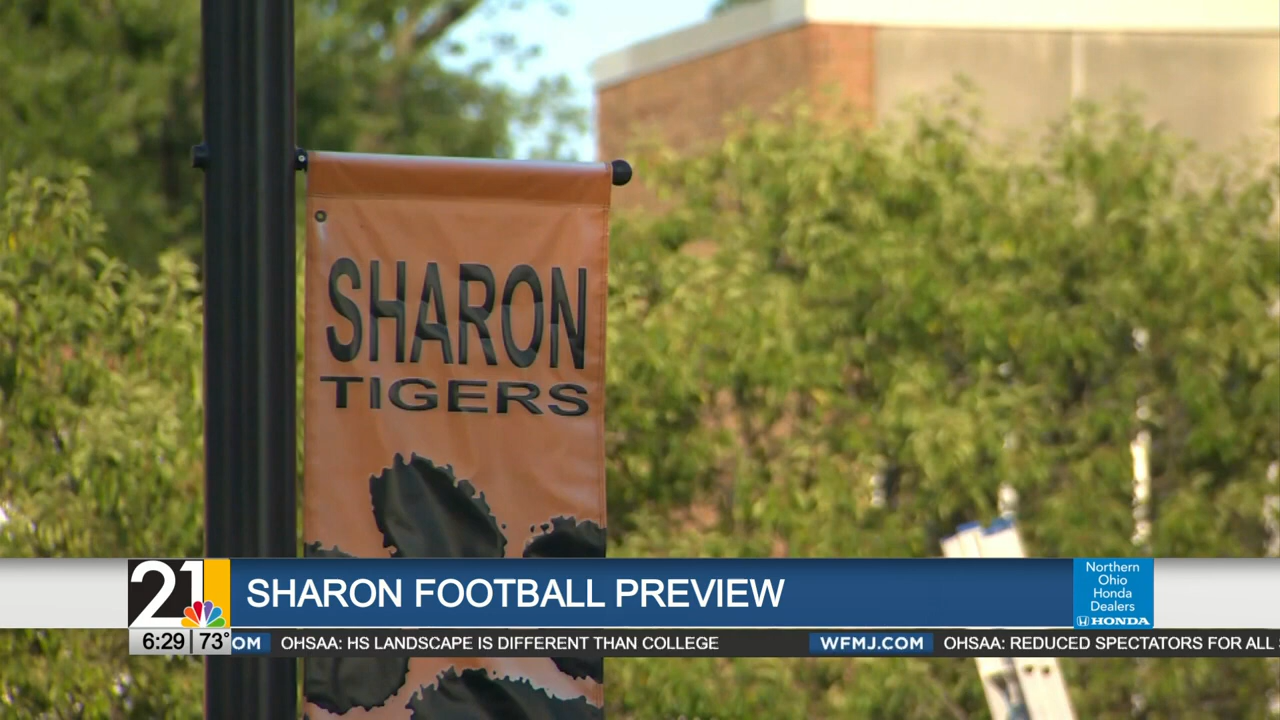 SHARON
TIGERS
21
SHARON FOOTBALL PREVIEW
Northern
Ohio
Honda
Dealers
HONDA
6:29 73°
OM OHSAA: HS LANDSCAPE IS DIFFERENT THAN COLLEGE WFMJ.COM OHSAA: REDUCED SPECTATORS FOR ALL